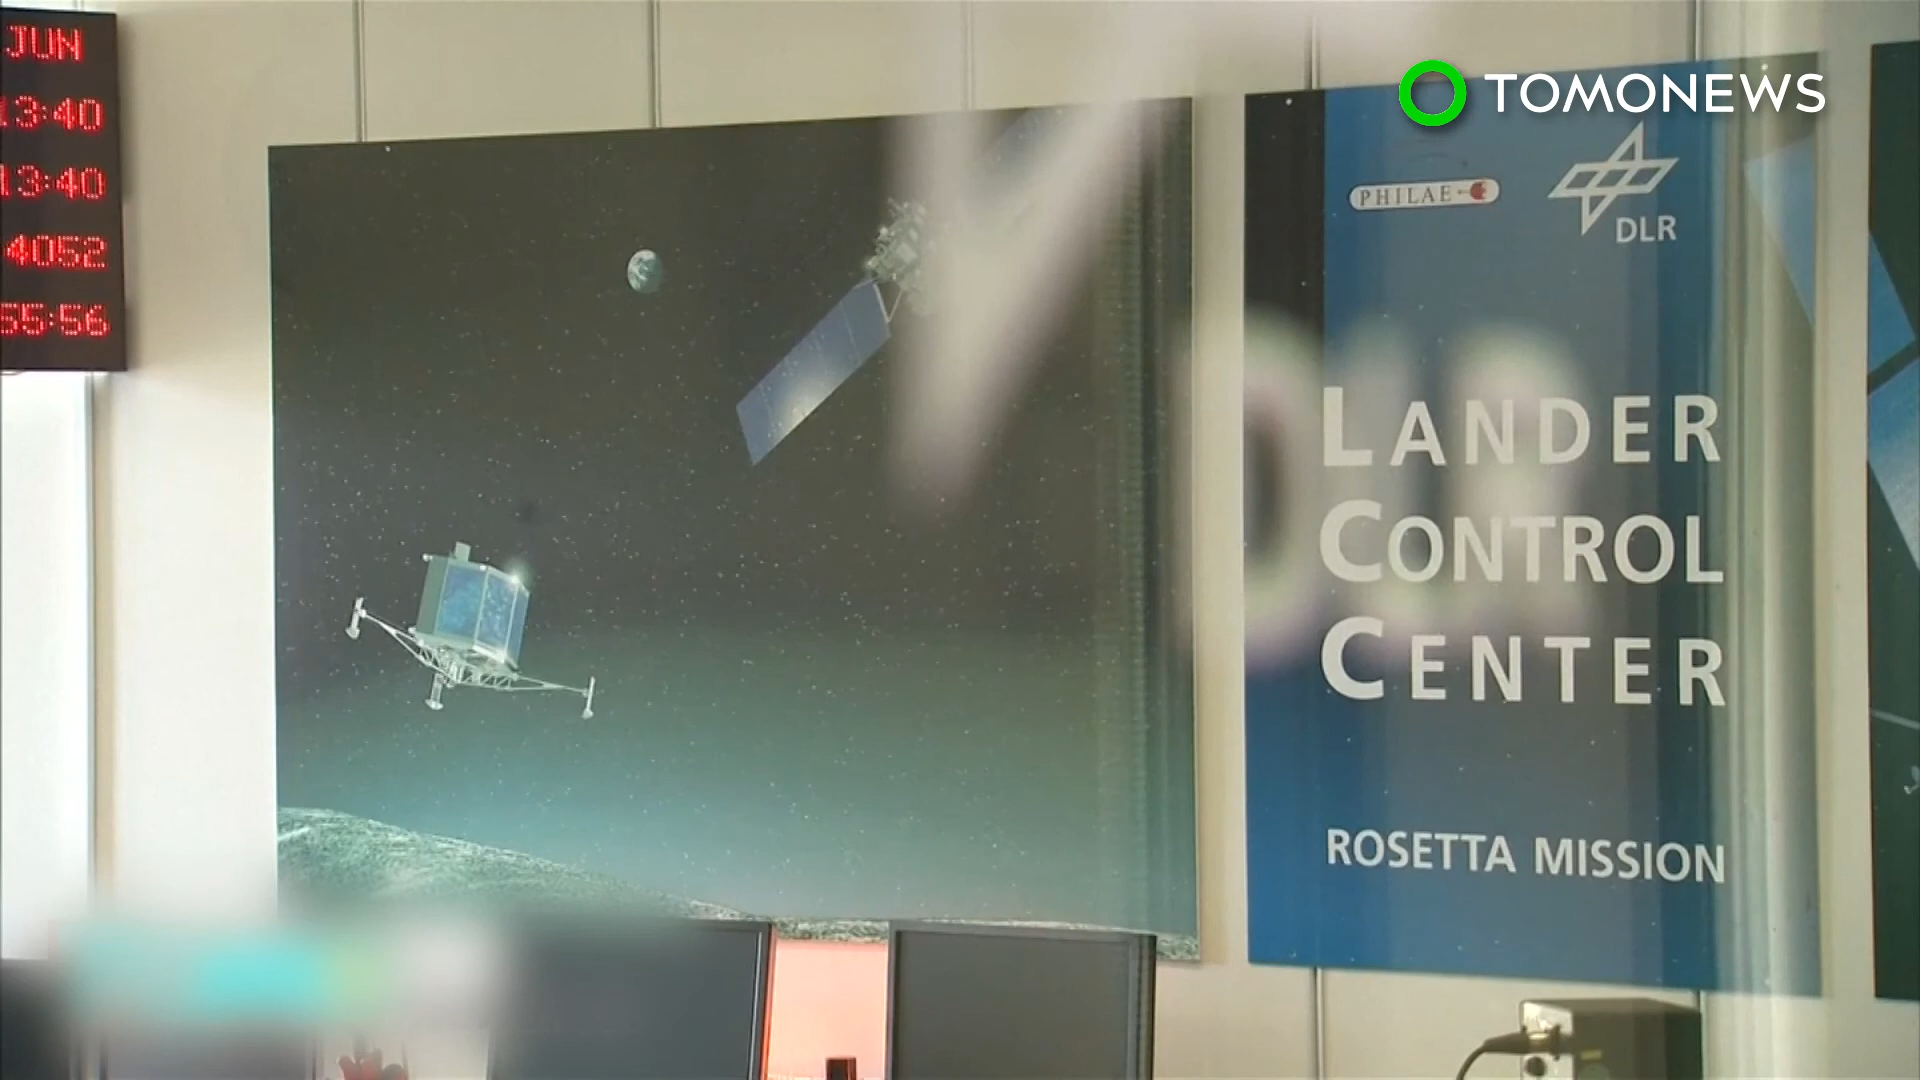 JUN
13:40
13:40
4052
55:56
TOMONEWS
PHILAE
DLR
LANDER
CONTROL
CENTER
ROSETTA MISSION